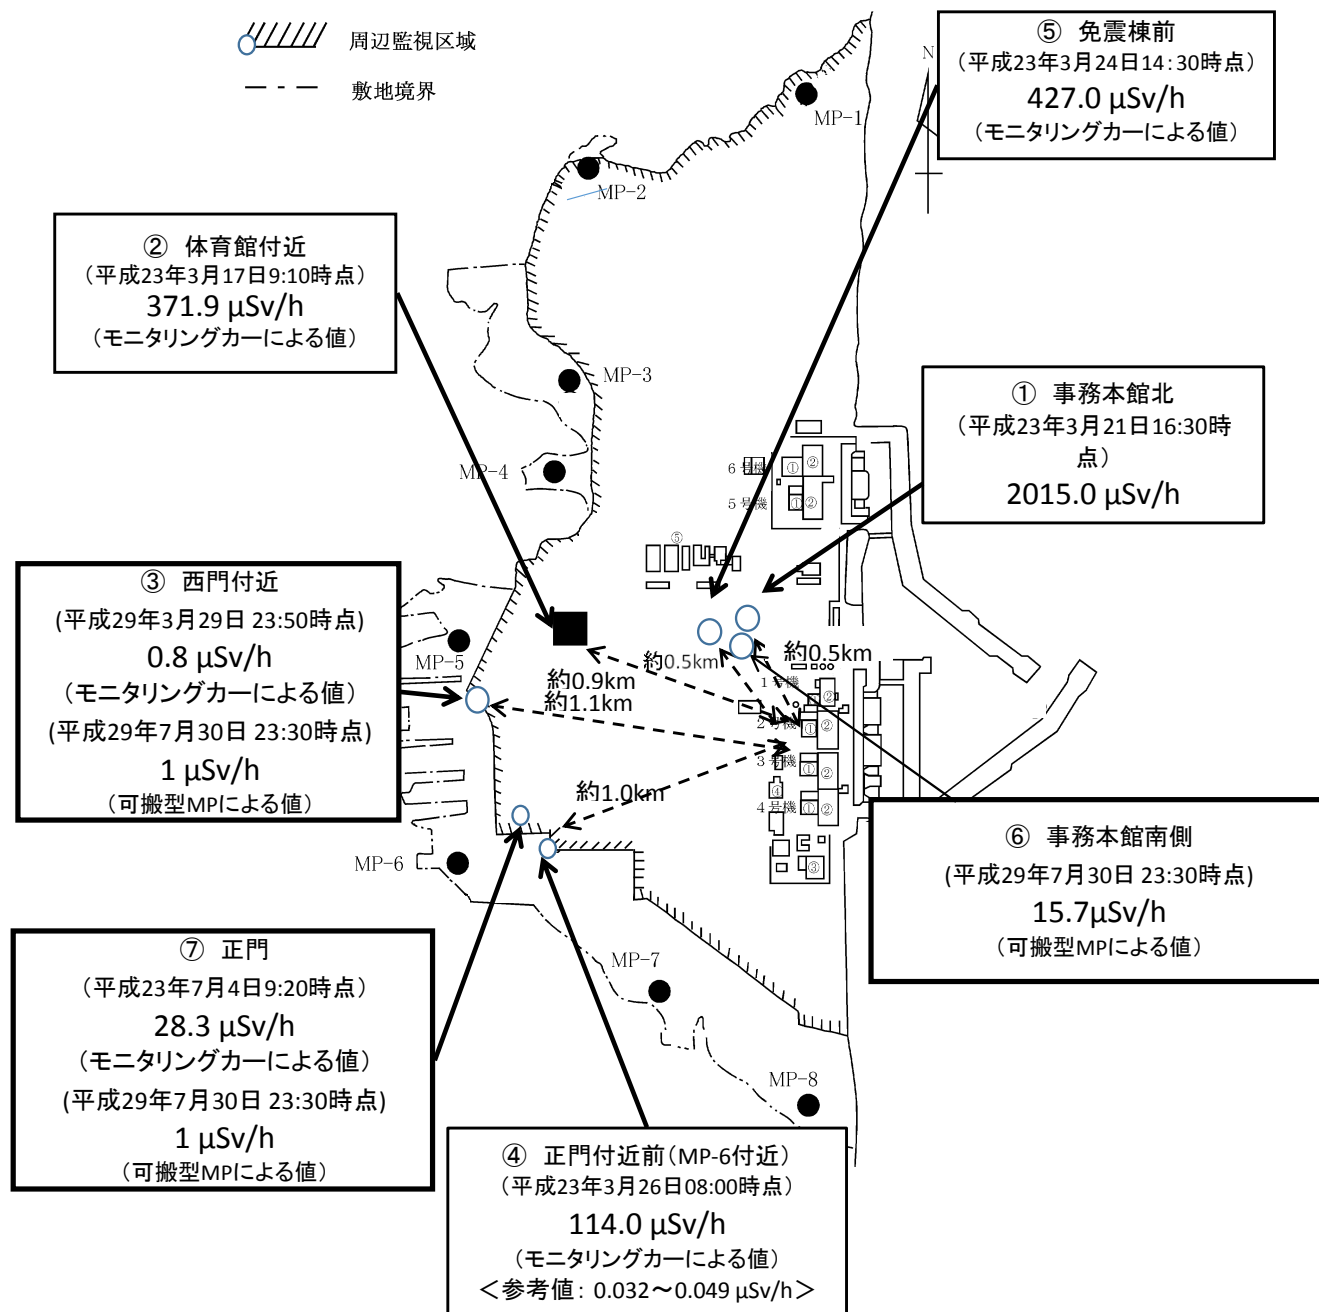 周辺監視区域
敷地境界
⑤ 免震棟前
（平成23年3月24日14:30時点）
427.0 μSv/h
（モニタリングカーによる値）
N
MP-1
MP-2
② 体育館付近
（平成23年3月17日9:10時点）
371.9 μSv/h
（モニタリングカーによる値）
MP-3
① 事務本館北
（平成23年3月21日16:30時
点）
2015.0 μSv/h
MP-4
６号機
①
②
５号機
①
②
⑤
③ 西門付近
(平成29年3月29日 23:50時点)
0.8 μSv/h
（モニタリングカーによる値）
(平成29年7月30日 23:30時点)
1 μSv/h
（可搬型MPによる値）
MP-5
約0.9km
約1.1km
約0.5km
約0.5km
１号機
②
２号機
①
②
３号機
①
②
④
４号機
①
②
③
約1.0km
MP-6
⑥ 事務本館南側
(平成29年7月30日 23:30時点)
15.7μSv/h
（可搬型MPによる値）
⑦ 正門
（平成23年7月4日9:20時点）
28.3 μSv/h
（モニタリングカーによる値）
(平成29年7月30日 23:30時点)
1 μSv/h
（可搬型MPによる値）
MP-7
MP-8
④ 正門付近前（MP-6付近）
（平成23年3月26日08:00時点）
114.0 μSv/h
（モニタリングカーによる値）
＜参考値： 0.032～0.049 μSv/h＞